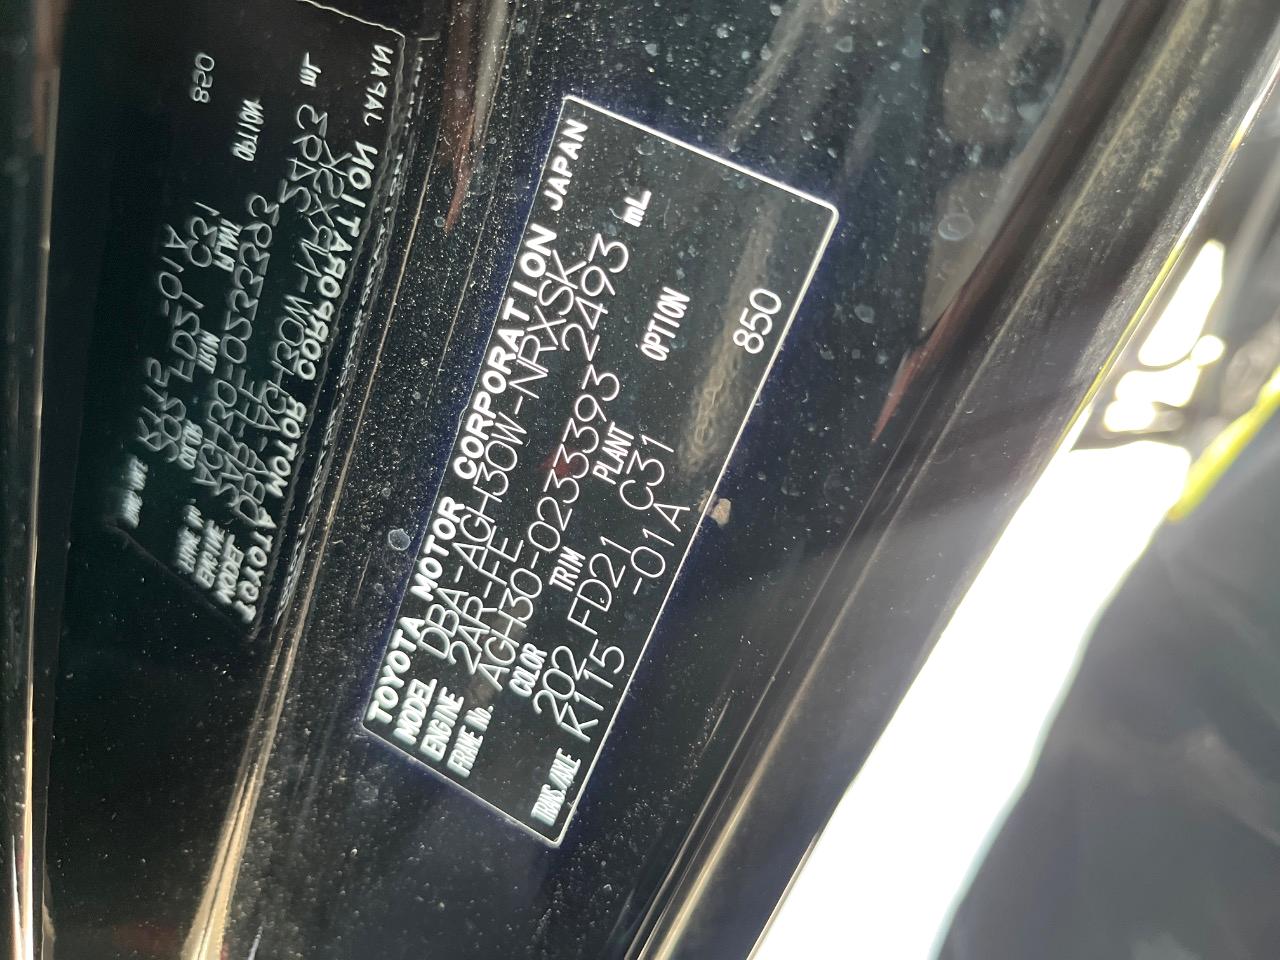 TOYOTA MOTOR CORPORATION JAPAN
MODEL DBA-AGH30W-NRXSK
ENGINE 2AR-FE 2493 mL
FRAME No. AGH30-0233393
COLOR TRIM PLANT OPTION
202 FD21 C31 850
TRANS./AXLE K115 -01A